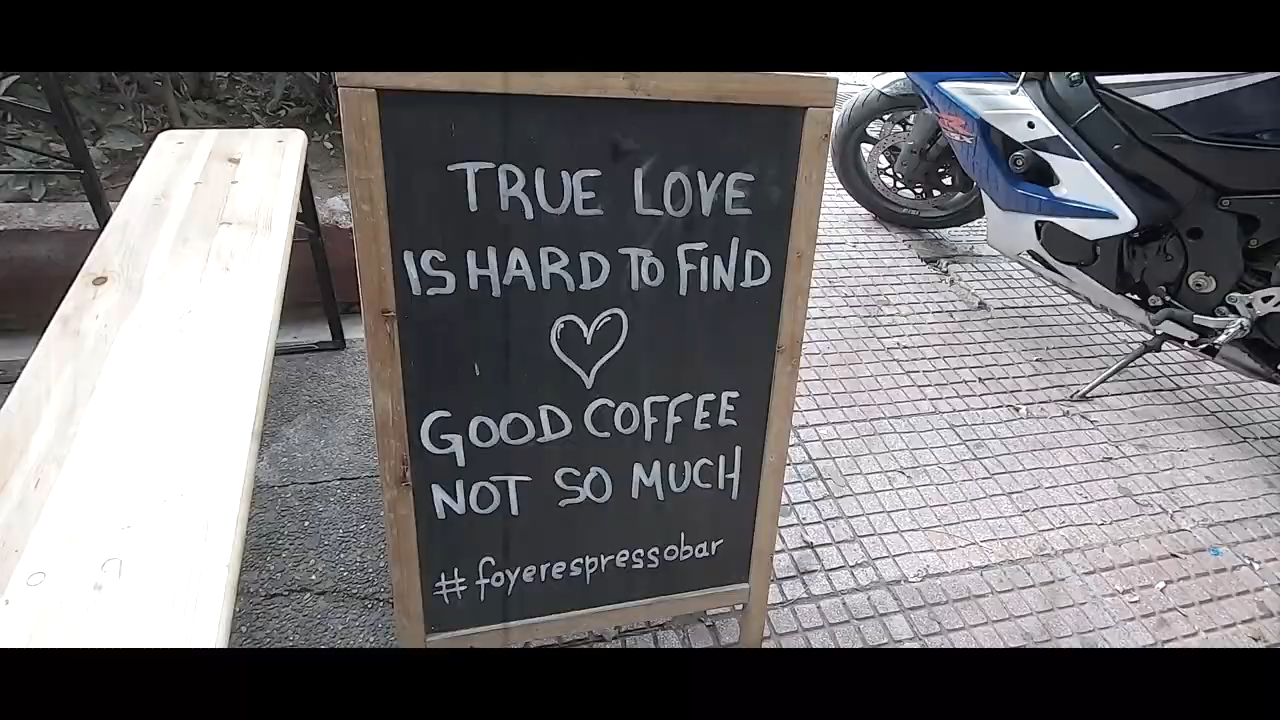 TRUE LOVE
IS HARD TO FIND
GOOD COFFEE
NOT SO MUCH
#foyerespressobar